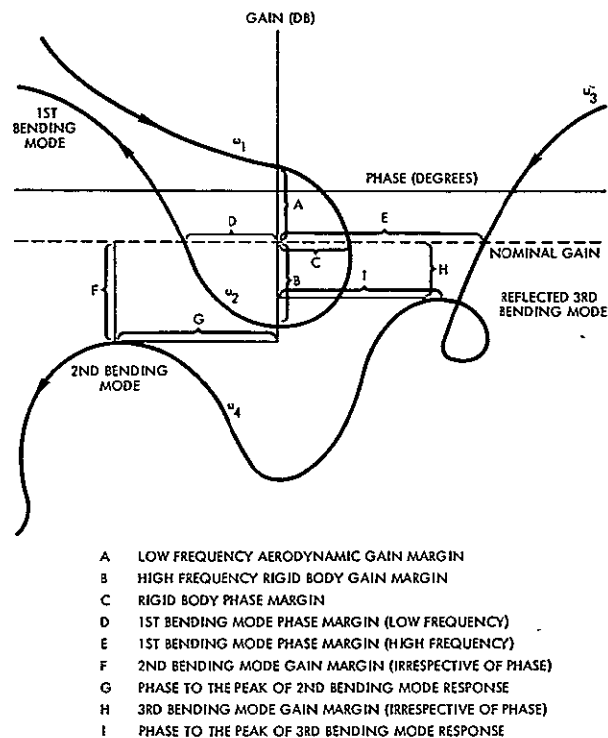 GAIN (DB)
1ST
BENDING
MODE
ω1
ω3
PHASE (DEGREES)
A
D
E
NOMINAL GAIN
C
F
B
H
I
ω2
REFLECTED 3RD
BENDING MODE
G
2ND BENDING
MODE
ω4
A LOW FREQUENCY AERODYNAMIC GAIN MARGIN
B HIGH FREQUENCY RIGID BODY GAIN MARGIN
C RIGID BODY PHASE MARGIN
D 1ST BENDING MODE PHASE MARGIN (LOW FREQUENCY)
E 1ST BENDING MODE PHASE MARGIN (HIGH FREQUENCY)
F 2ND BENDING MODE GAIN MARGIN (IRRESPECTIVE OF PHASE)
G PHASE TO THE PEAK OF 2ND BENDING MODE RESPONSE
H 3RD BENDING MODE GAIN MARGIN (IRRESPECTIVE OF PHASE)
I PHASE TO THE PEAK OF 3RD BENDING MODE RESPONSE